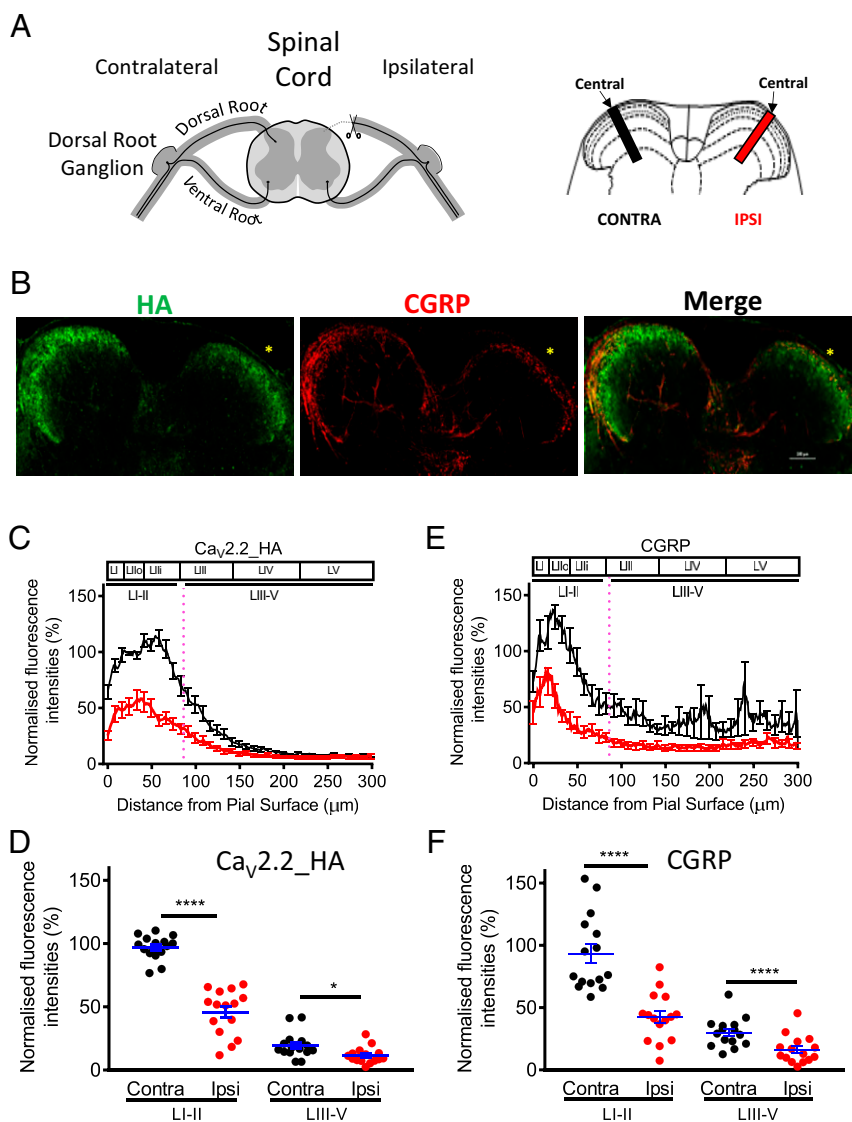 A
Contralateral
Spinal
Cord
Ipsilateral
Dorsal Root
Dorsal Root
Ganglion
Ventral Root
Central
Central
CONTRA
IPSI
B
HA
CGRP
Merge
*
*
*
C
CaV2.2_HA
LI LIIo LIIi LIII LIV LV
LI-II
LIII-V
Normalised fluorescence
intensities (%)
150
100
50
0
0 50 100 150 200 250 300
Distance from Pial Surface (μm)
E
CGRP
LI LIIo LIIi LIII LIV LV
LI-II
LIII-V
Normalised fluorescence
intensities (%)
150
100
50
0
0 50 100 150 200 250 300
Distance from Pial Surface (μm)
D
CaV2.2_HA
Normalised fluorescence
intensities (%)
150
100
50
0
****
*
Contra Ipsi Contra Ipsi
LI-II LIII-V
F
CGRP
Normalised fluorescence
intensities (%)
150
100
50
0
****
****
Contra Ipsi Contra Ipsi
LI-II LIII-V